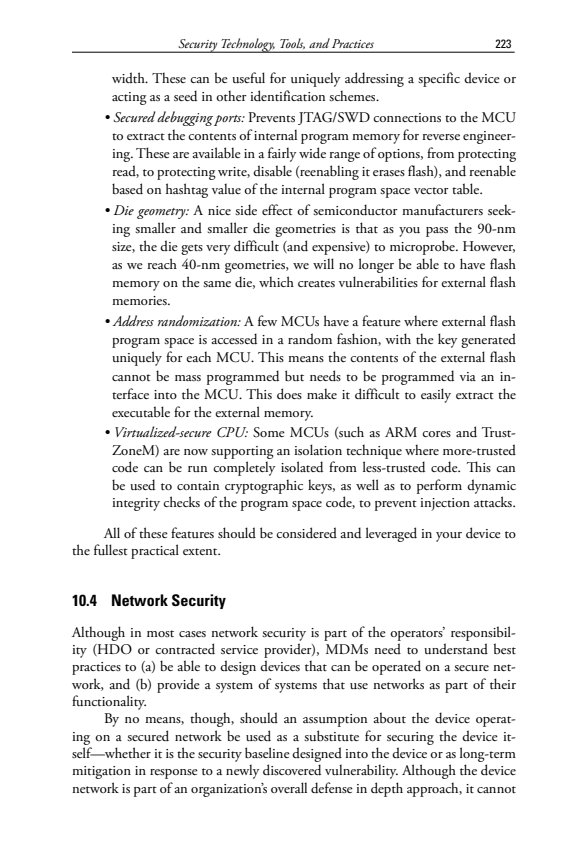 Security Technology, Tools, and Practices 223
width. These can be useful for uniquely addressing a specific device or
acting as a seed in other identification schemes.
• Secured debugging ports: Prevents JTAG/SWD connections to the MCU
to extract the contents of internal program memory for reverse engineer-
ing. These are available in a fairly wide range of options, from protecting
read, to protecting write, disable (reenabling it erases flash), and reenable
based on hashtag value of the internal program space vector table.
• Die geometry: A nice side effect of semiconductor manufacturers seek-
ing smaller and smaller die geometries is that as you pass the 90-nm
size, the die gets very difficult (and expensive) to microprobe. However,
as we reach 40-nm geometries, we will no longer be able to have flash
memory on the same die, which creates vulnerabilities for external flash
memories.
• Address randomization: A few MCUs have a feature where external flash
program space is accessed in a random fashion, with the key generated
uniquely for each MCU. This means the contents of the external flash
cannot be mass programmed but needs to be programmed via an in-
terface into the MCU. This does make it difficult to easily extract the
executable for the external memory.
• Virtualized-secure CPU: Some MCUs (such as ARM cores and Trust-
ZoneM) are now supporting an isolation technique where more-trusted
code can be run completely isolated from less-trusted code. This can
be used to contain cryptographic keys, as well as to perform dynamic
integrity checks of the program space code, to prevent injection attacks.
All of these features should be considered and leveraged in your device to
the fullest practical extent.
10.4 Network Security
Although in most cases network security is part of the operators’ responsibil-
ity (HDO or contracted service provider), MDMs need to understand best
practices to (a) be able to design devices that can be operated on a secure net-
work, and (b) provide a system of systems that use networks as part of their
functionality.
By no means, though, should an assumption about the device operat-
ing on a secured network be used as a substitute for securing the device it-
self—whether it is the security baseline designed into the device or as long-term
mitigation in response to a newly discovered vulnerability. Although the device
network is part of an organization’s overall defense in depth approach, it cannot